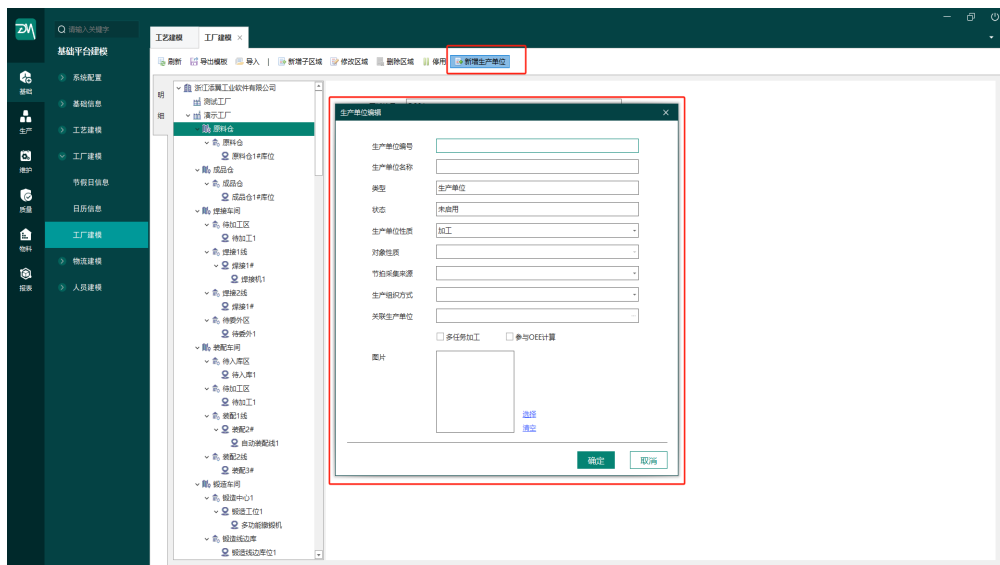 DM
请输入关键字
基础平台建模
工艺建模 工厂建模 ×
刷新 导出模板 导入 | 新增子区域 修改区域 删除区域 停用 新增生产单位
基础
生产
维护
质量
物料
报表
系统配置
基础信息
工艺建模
工厂建模
节假日信息
日历信息
工厂建模
物流建模
人员建模
明细
浙江添翼工业软件有限公司
测试工厂
演示工厂
原料仓
原料仓
原料仓1#库位
成品仓
成品仓
成品仓1#库位
焊接车间
待加工区
待加工1
焊接1线
焊接1#
焊接机1
焊接2线
焊接1#
待委外区
待委外1
装配车间
待入库区
待入库1
待加工区
待加工1
装配1线
装配2#
自动装配线1
装配2线
装配3#
锻造车间
锻造中心1
锻造工位1
多功能镦锻机
锻造线边库
锻造线边库位1
生产单位编辑 ×
生产单位编号
生产单位名称
类型 生产单位
状态 未启用
生产单位性质 加工
对象性质
节拍采集来源
生产组织方式
关联生产单位
多任务加工 参与OEE计算
图片
选择
清空
确定 取消